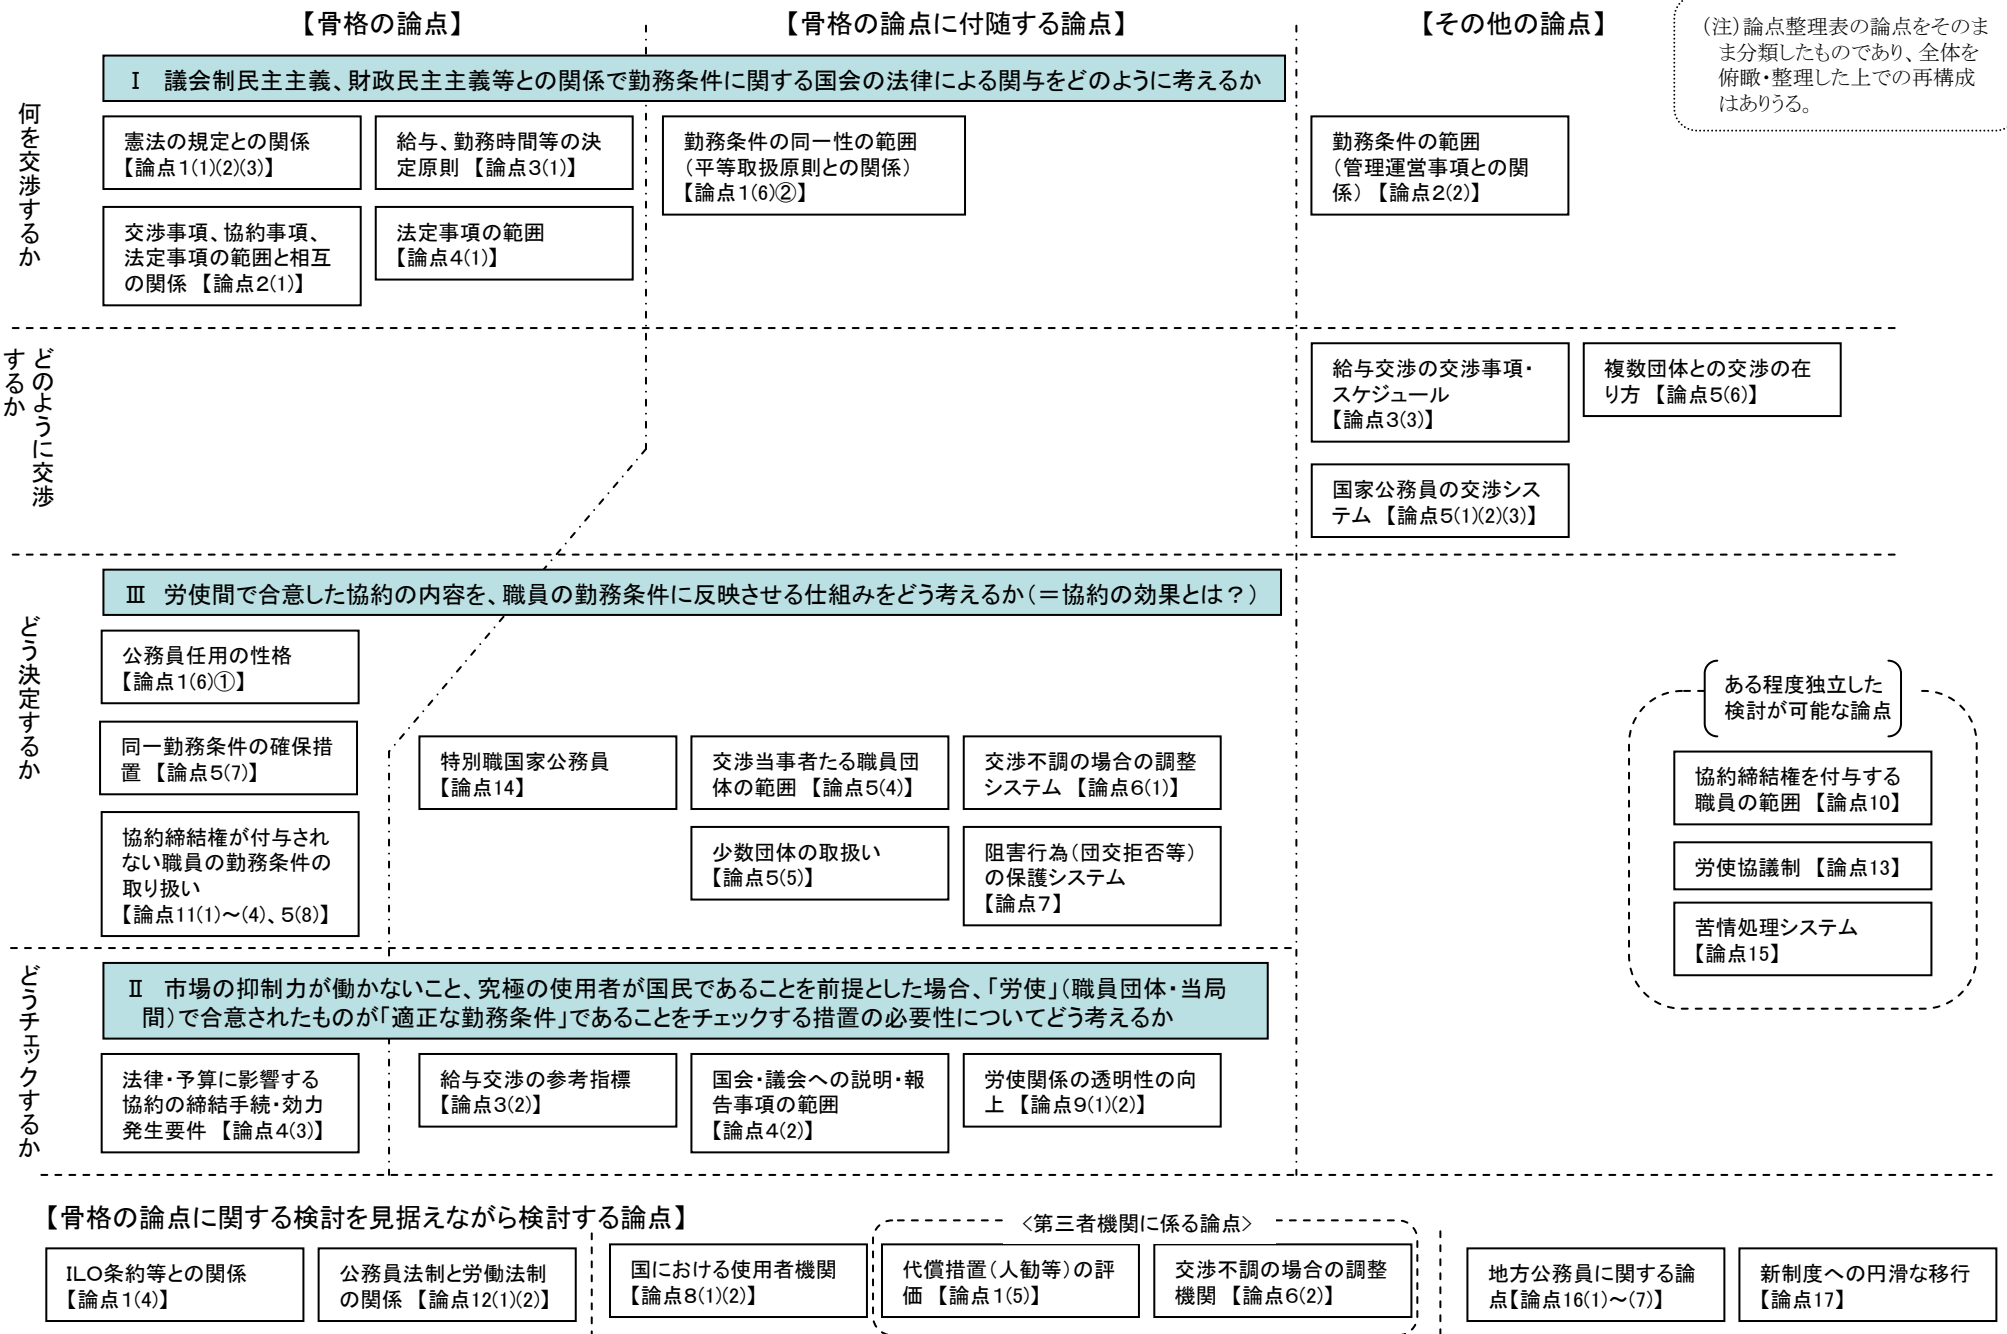 【骨格の論点】
【骨格の論点に付随する論点】
【その他の論点】
（注）論点整理表の論点をそのま
ま分類したものであり、全体を
俯瞰・整理した上での再構成
はありうる。
何を交渉するか
Ⅰ　議会制民主主義、財政民主主義等との関係で勤務条件に関する国会の法律による関与をどのように考えるか
憲法の規定との関係
【論点1(1)(2)(3)】
給与、勤務時間等の決
定原則 【論点3(1)】
勤務条件の同一性の範囲
（平等取扱原則との関係）
【論点1(6)②】
勤務条件の範囲
（管理運営事項との関
係） 【論点2(2)】
交渉事項、協約事項、
法定事項の範囲と相互
の関係 【論点2(1)】
法定事項の範囲
【論点4(1)】
どのように交渉
するか
給与交渉の交渉事項・
スケジュール
【論点3(3)】
複数団体との交渉の在
り方 【論点5(6)】
国家公務員の交渉シス
テム 【論点5(1)(2)(3)】
どう決定するか
Ⅲ　労使間で合意した協約の内容を、職員の勤務条件に反映させる仕組みをどう考えるか（＝協約の効果とは？）
公務員任用の性格
【論点1(6)①】
同一勤務条件の確保措
置 【論点5(7)】
協約締結権が付与され
ない職員の勤務条件の
取り扱い
【論点11(1)～(4)、5(8)】
特別職国家公務員
【論点14】
交渉当事者たる職員団
体の範囲 【論点5(4)】
交渉不調の場合の調整
システム 【論点6(1)】
少数団体の取扱い
【論点5(5)】
阻害行為（団交拒否等）
の保護システム
【論点7】
ある程度独立した
検討が可能な論点
協約締結権を付与する
職員の範囲 【論点10】
労使協議制 【論点13】
苦情処理システム
【論点15】
どうチェックするか
Ⅱ　市場の抑制力が働かないこと、究極の使用者が国民であることを前提とした場合、「労使」（職員団体・当局
間）で合意されたものが「適正な勤務条件」であることをチェックする措置の必要性についてどう考えるか
法律・予算に影響する
協約の締結手続・効力
発生要件 【論点4(3)】
給与交渉の参考指標
【論点3(2)】
国会・議会への説明・報
告事項の範囲
【論点4(2)】
労使関係の透明性の向
上 【論点9(1)(2)】
【骨格の論点に関する検討を見据えながら検討する論点】
＜第三者機関に係る論点＞
ILO条約等との関係
【論点1(4)】
公務員法制と労働法制
の関係 【論点12(1)(2)】
国における使用者機関
【論点8(1)(2)】
代償措置（人勧等）の評
価 【論点1(5)】
交渉不調の場合の調整
機関 【論点6(2)】
地方公務員に関する論
点【論点16(1)～(7)】
新制度への円滑な移行
【論点17】